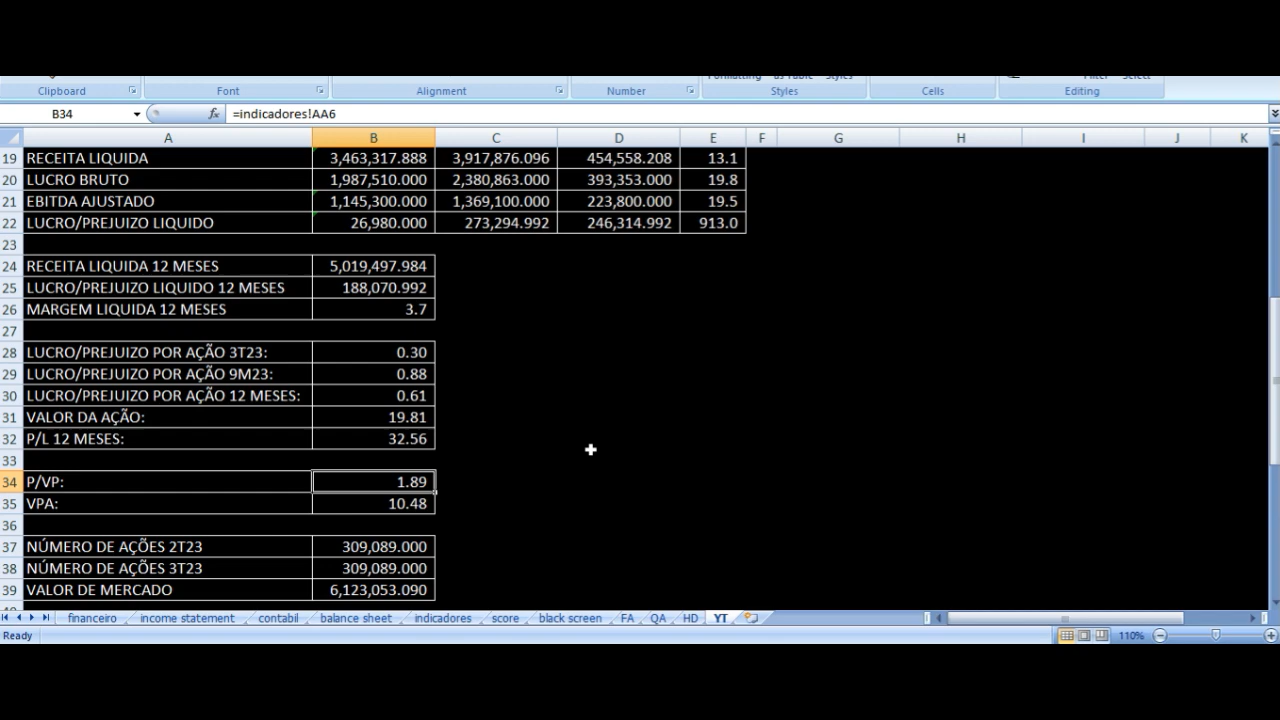 Formatting as Table Styles Filter Select
Clipboard Font Alignment Number Styles Cells Editing
B34 fx =indicadores!AA6
A B C D E F G H I J K
19 RECEITA LIQUIDA 3,463,317.888 3,917,876.096 454,558.208 13.1
20 LUCRO BRUTO 1,987,510.000 2,380,863.000 393,353.000 19.8
21 EBITDA AJUSTADO 1,145,300.000 1,369,100.000 223,800.000 19.5
22 LUCRO/PREJUIZO LIQUIDO 26,980.000 273,294.992 246,314.992 913.0
23
24 RECEITA LIQUIDA 12 MESES 5,019,497.984
25 LUCRO/PREJUIZO LIQUIDO 12 MESES 188,070.992
26 MARGEM LIQUIDA 12 MESES 3.7
27
28 LUCRO/PREJUIZO POR AÇÃO 3T23: 0.30
29 LUCRO/PREJUIZO POR AÇÃO 9M23: 0.88
30 LUCRO/PREJUIZO POR AÇÃO 12 MESES: 0.61
31 VALOR DA AÇÃO: 19.81
32 P/L 12 MESES: 32.56
33
34 P/VP: 1.89
35 VPA: 10.48
36
37 NÚMERO DE AÇÕES 2T23 309,089.000
38 NÚMERO DE AÇÕES 3T23 309,089.000
39 VALOR DE MERCADO 6,123,053.090
financeiro income statement contabil balance sheet indicadores score black screen FA QA HD YT
Ready 110%